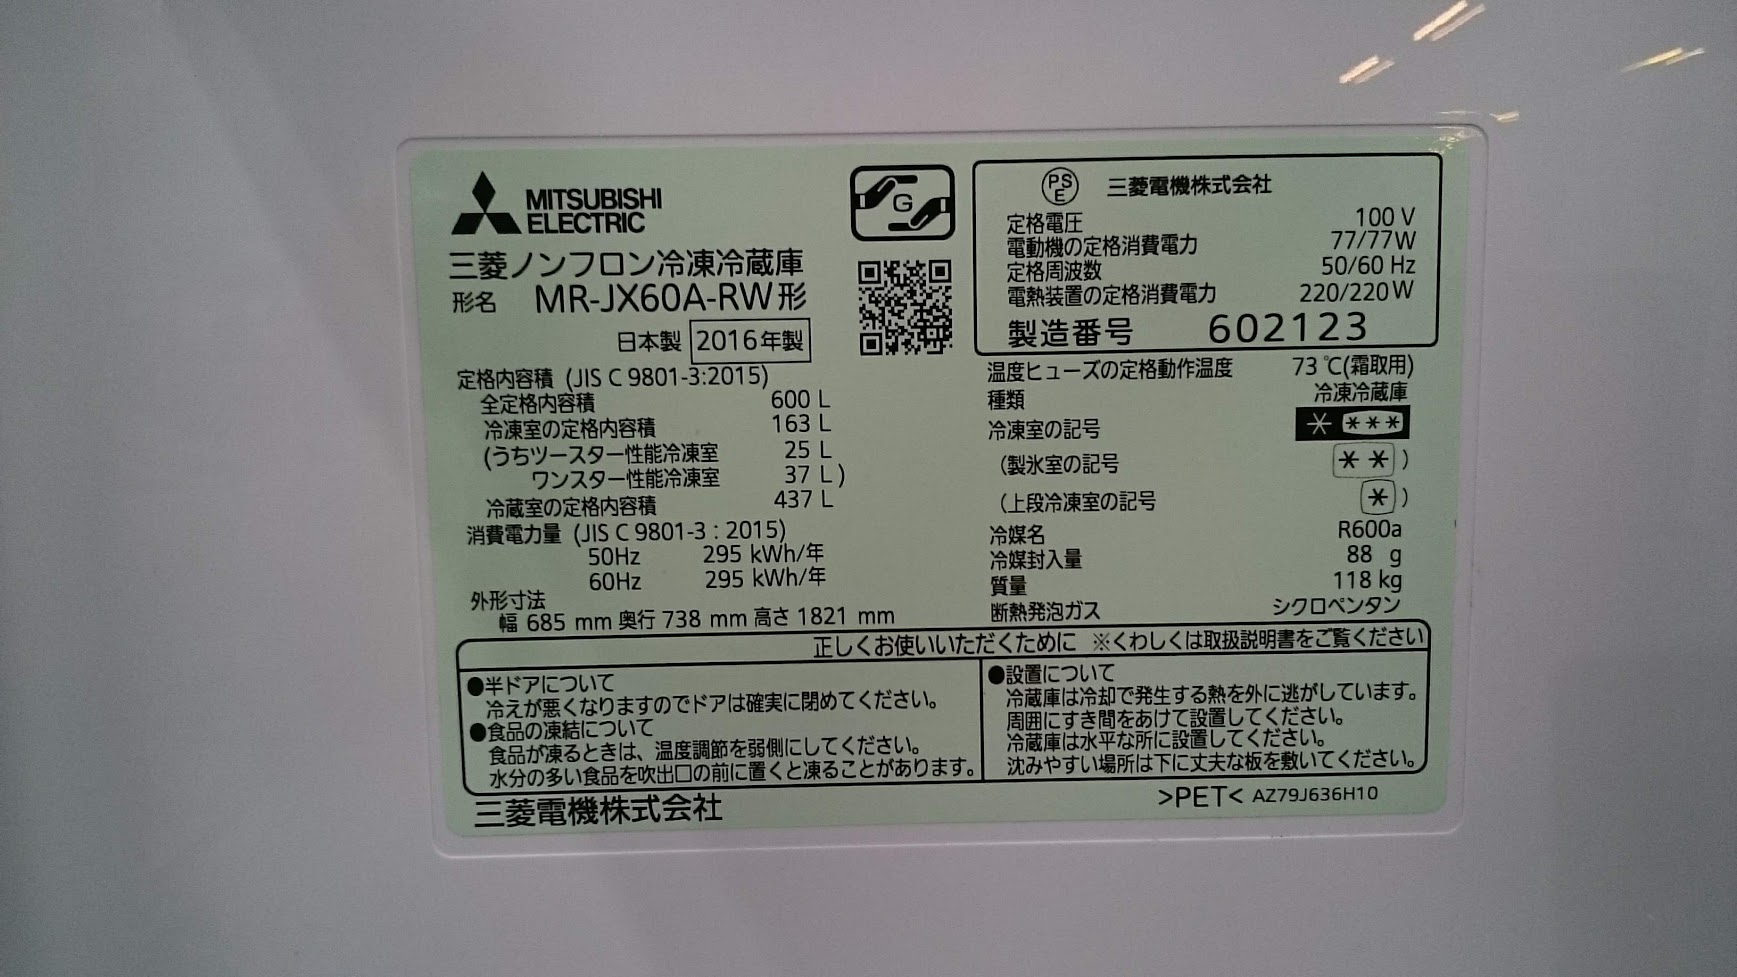 MITSUBISHI
ELECTRIC
三菱ノンフロン冷凍冷蔵庫
形名 MR-JX60A-RW形
日本製 2016年製
定格内容積 (JIS C 9801-3:2015)
全定格内容積 600 L
冷凍室の定格内容積 163 L
(うちツースター性能冷凍室 25 L
ワンスター性能冷凍室 37 L)
冷蔵室の定格内容積 437 L
消費電力量 (JIS C 9801-3 : 2015)
50Hz 295 kWh/年
60Hz 295 kWh/年
外形寸法
幅 685 mm 奥行 738 mm 高さ 1821 mm
G
PS
E
三菱電機株式会社
定格電圧 100 V
電動機の定格消費電力 77/77W
定格周波数 50/60 Hz
電熱装置の定格消費電力 220/220W
製造番号 602123
温度ヒューズの定格動作温度 73 ℃(霜取用)
種類 冷凍冷蔵庫
冷凍室の記号 * ***
(製氷室の記号 **)
(上段冷凍室の記号 *)
冷媒名 R600a
冷媒封入量 88 g
質量 118 kg
断熱発泡ガス シクロペンタン
正しくお使いいただくために ※くわしくは取扱説明書をご覧ください
●半ドアについて
冷えが悪くなりますのでドアは確実に閉めてください。
●食品の凍結について
食品が凍るときは、温度調節を弱側にしてください。
水分の多い食品を吹出口の前に置くと凍ることがあります。
●設置について
冷蔵庫は冷却で発生する熱を外に逃がしています。
周囲にすき間をあけて設置してください。
冷蔵庫は水平な所に設置してください。
沈みやすい場所は下に丈夫な板を敷いてください。
三菱電機株式会社
>PET< AZ79J636H10